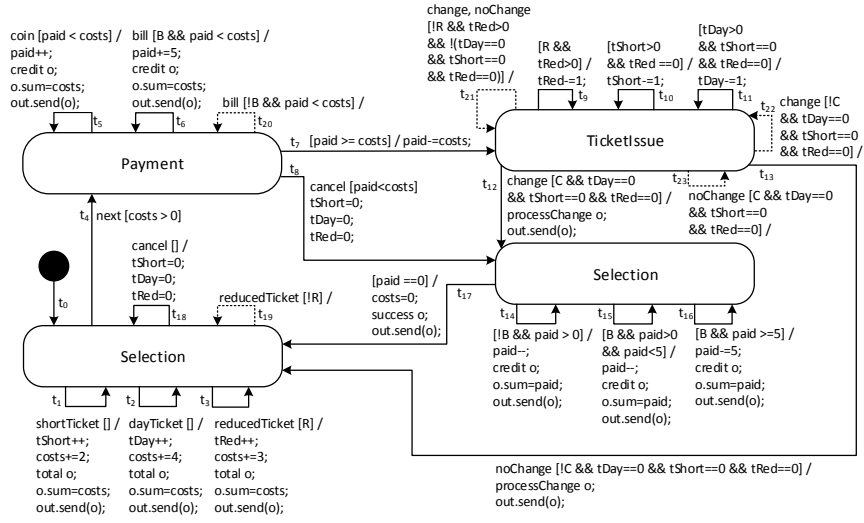 coin [paid < costs] /
paid++;
credit o;
o.sum=costs;
out.send(o);
t5
bill [B && paid < costs] /
paid+=5;
credit o;
o.sum=costs;
out.send(o);
t6
bill [!B && paid < costs] /
t20
Payment
t7 [paid >= costs] / paid-=costs;
t8
cancel [paid<costs]
tShort=0;
tDay=0;
tRed=0;
change, noChange
[!R && tRed>0
&& !(tDay==0
&& tShort==0
&& tRed==0)] /
t21
[R &&
tRed>0] /
tRed-=1;
t9
[tShort>0
&& tRed ==0] /
tShort-=1;
t10
[tDay>0
&& tShort==0
&& tRed==0] /
tDay-=1;
t11
t22
change [!C
&& tDay==0
&& tShort==0
&& tRed==0] /
TicketIssue
t13
t12
change [C && tDay==0
&& tShort==0 && tRed==0] /
processChange o;
out.send(o);
t23
noChange [C && tDay==0
&& tShort==0
&& tRed==0] /
t4
next [costs > 0]
cancel [] /
tShort=0;
tDay=0;
tRed=0;
t18
reducedTicket [!R] /
t19
t0
Selection
[paid ==0] /
costs=0;
success o;
out.send(o);
t17
Selection
t14
[!B && paid > 0] /
paid--;
credit o;
o.sum=paid;
out.send(o);
t15
[B && paid>0
&& paid<5] /
paid--;
credit o;
o.sum=paid;
out.send(o);
t16
[B && paid >=5] /
paid-=5;
credit o;
o.sum=paid;
out.send(o);
t1
shortTicket [] /
tShort++;
costs+=2;
total o;
o.sum=costs;
out.send(o);
t2
dayTicket [] /
tDay++;
costs+=4;
total o;
o.sum=costs;
out.send(o);
t3
reducedTicket [R] /
tRed++;
costs+=3;
total o;
o.sum=costs;
out.send(o);
noChange [!C && tDay==0 && tShort==0 && tRed==0] /
processChange o;
out.send(o);